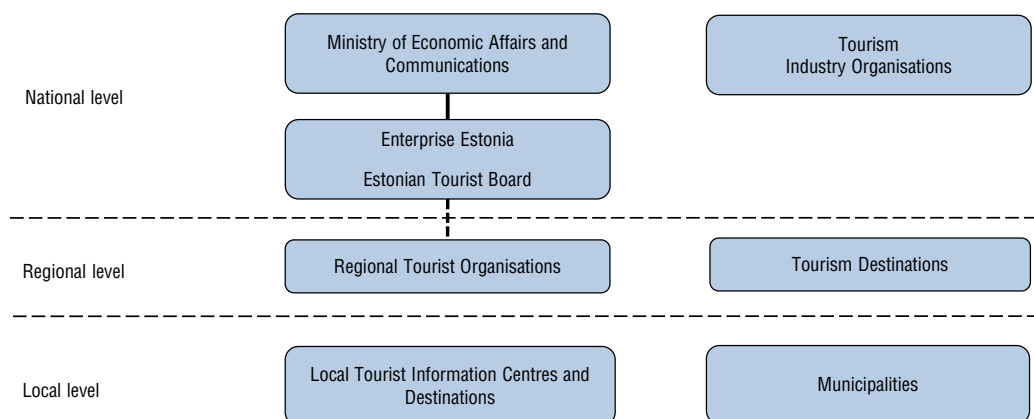 National level
Ministry of Economic Affairs and
Communications
Tourism
Industry Organisations
Enterprise Estonia
Estonian Tourist Board
Regional level
Regional Tourist Organisations
Tourism Destinations
Local level
Local Tourist Information Centres and
Destinations
Municipalities